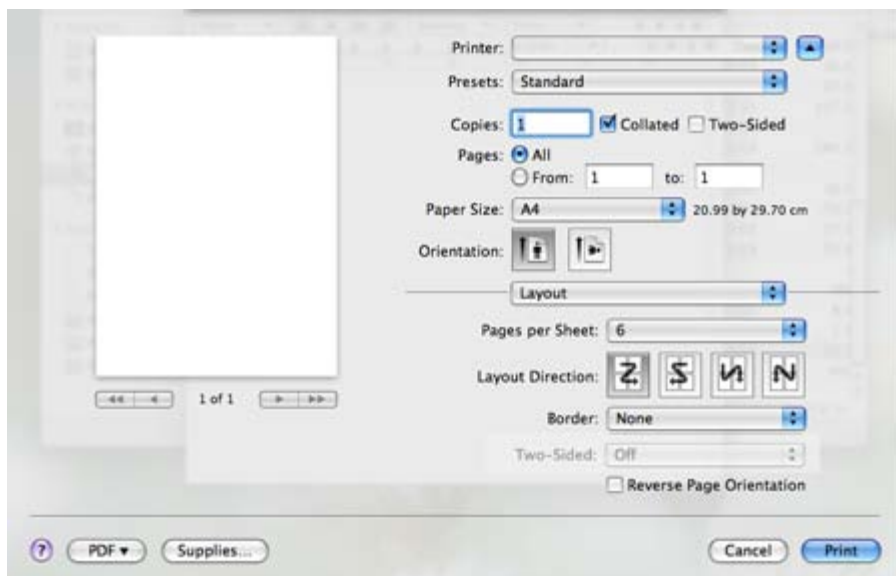 Printer:
Presets: Standard
Copies: 1 Collated Two-Sided
Pages: All
From: 1 to: 1
Paper Size: A4 20.99 by 29.70 cm
Orientation:
Layout
Pages per Sheet: 6
Layout Direction:
1 of 1
Border: None
Two-Sided: Off
Reverse Page Orientation
? PDF Supplies... Cancel Print